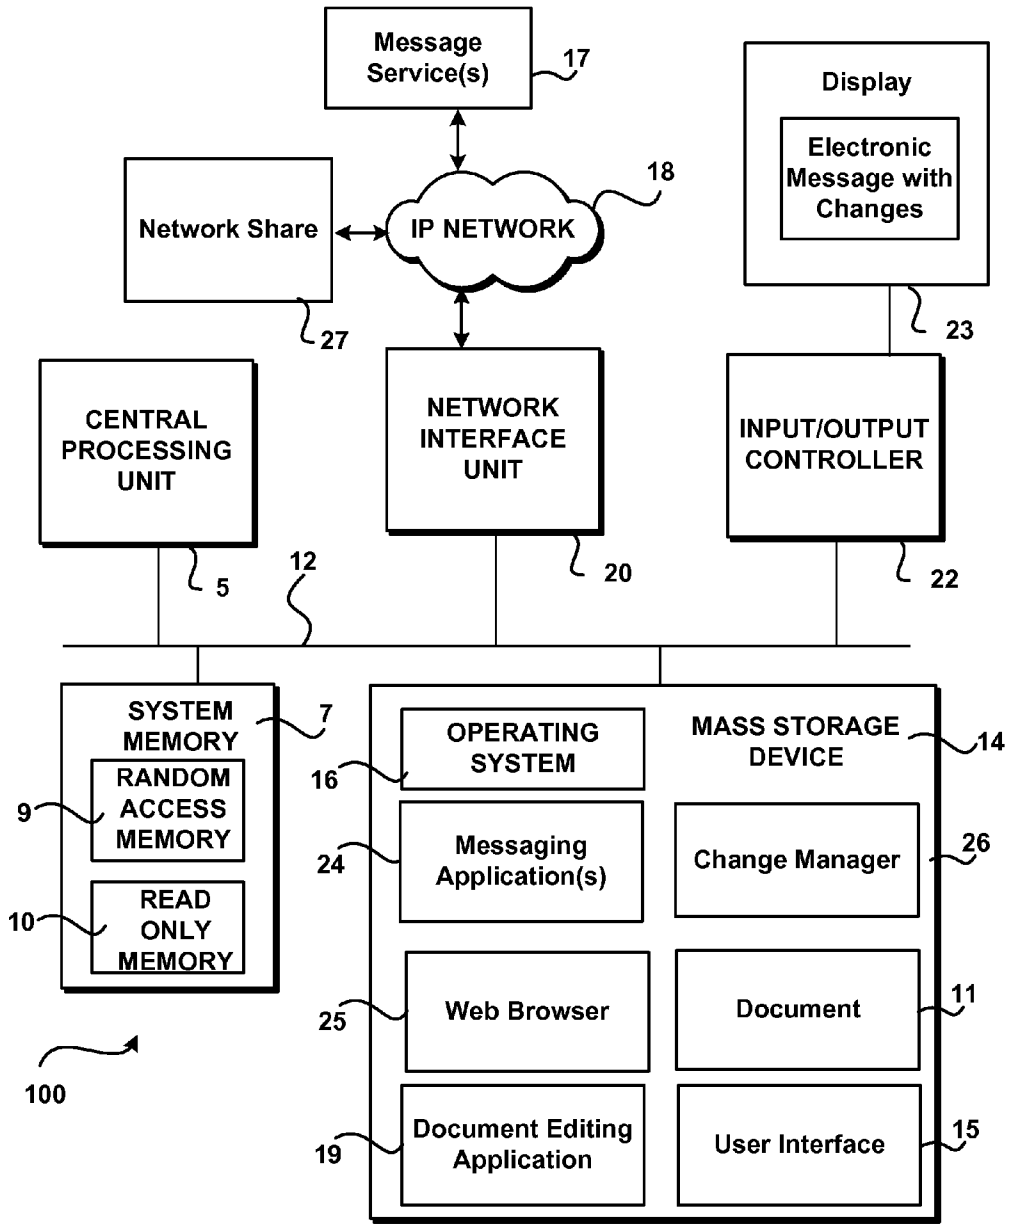 Message
Service(s)
17
Display
Electronic
Message with
Changes
23
Network Share
27
IP NETWORK
18
CENTRAL
PROCESSING
UNIT
5
NETWORK
INTERFACE
UNIT
20
INPUT/OUTPUT
CONTROLLER
22
12
SYSTEM
MEMORY
7
RANDOM
ACCESS
MEMORY
9
READ
ONLY
MEMORY
10
OPERATING
SYSTEM
16
MASS STORAGE
DEVICE
14
Messaging
Application(s)
24
Change Manager
26
Web Browser
25
Document
11
Document Editing
Application
19
User Interface
15
100